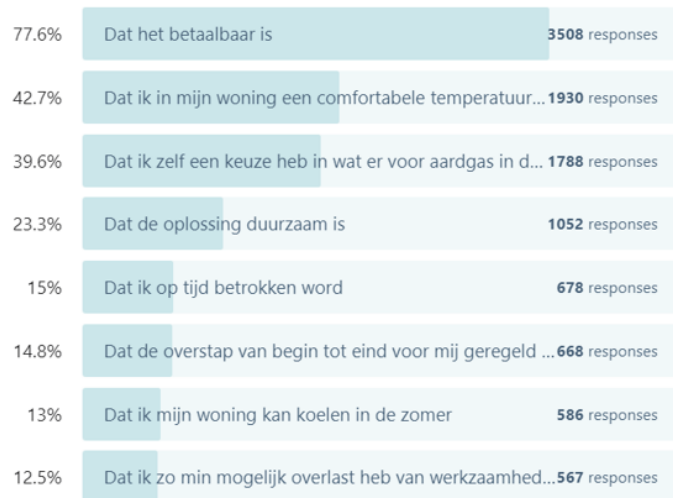 77.6% Dat het betaalbaar is 3508 responses
42.7% Dat ik in mijn woning een comfortabele temperatuur... 1930 responses
39.6% Dat ik zelf een keuze heb in wat er voor aardgas in d... 1788 responses
23.3% Dat de oplossing duurzaam is 1052 responses
15% Dat ik op tijd betrokken word 678 responses
14.8% Dat de overstap van begin tot eind voor mij geregeld ... 668 responses
13% Dat ik mijn woning kan koelen in de zomer 586 responses
12.5% Dat ik zo min mogelijk overlast heb van werkzaamhed... 567 responses